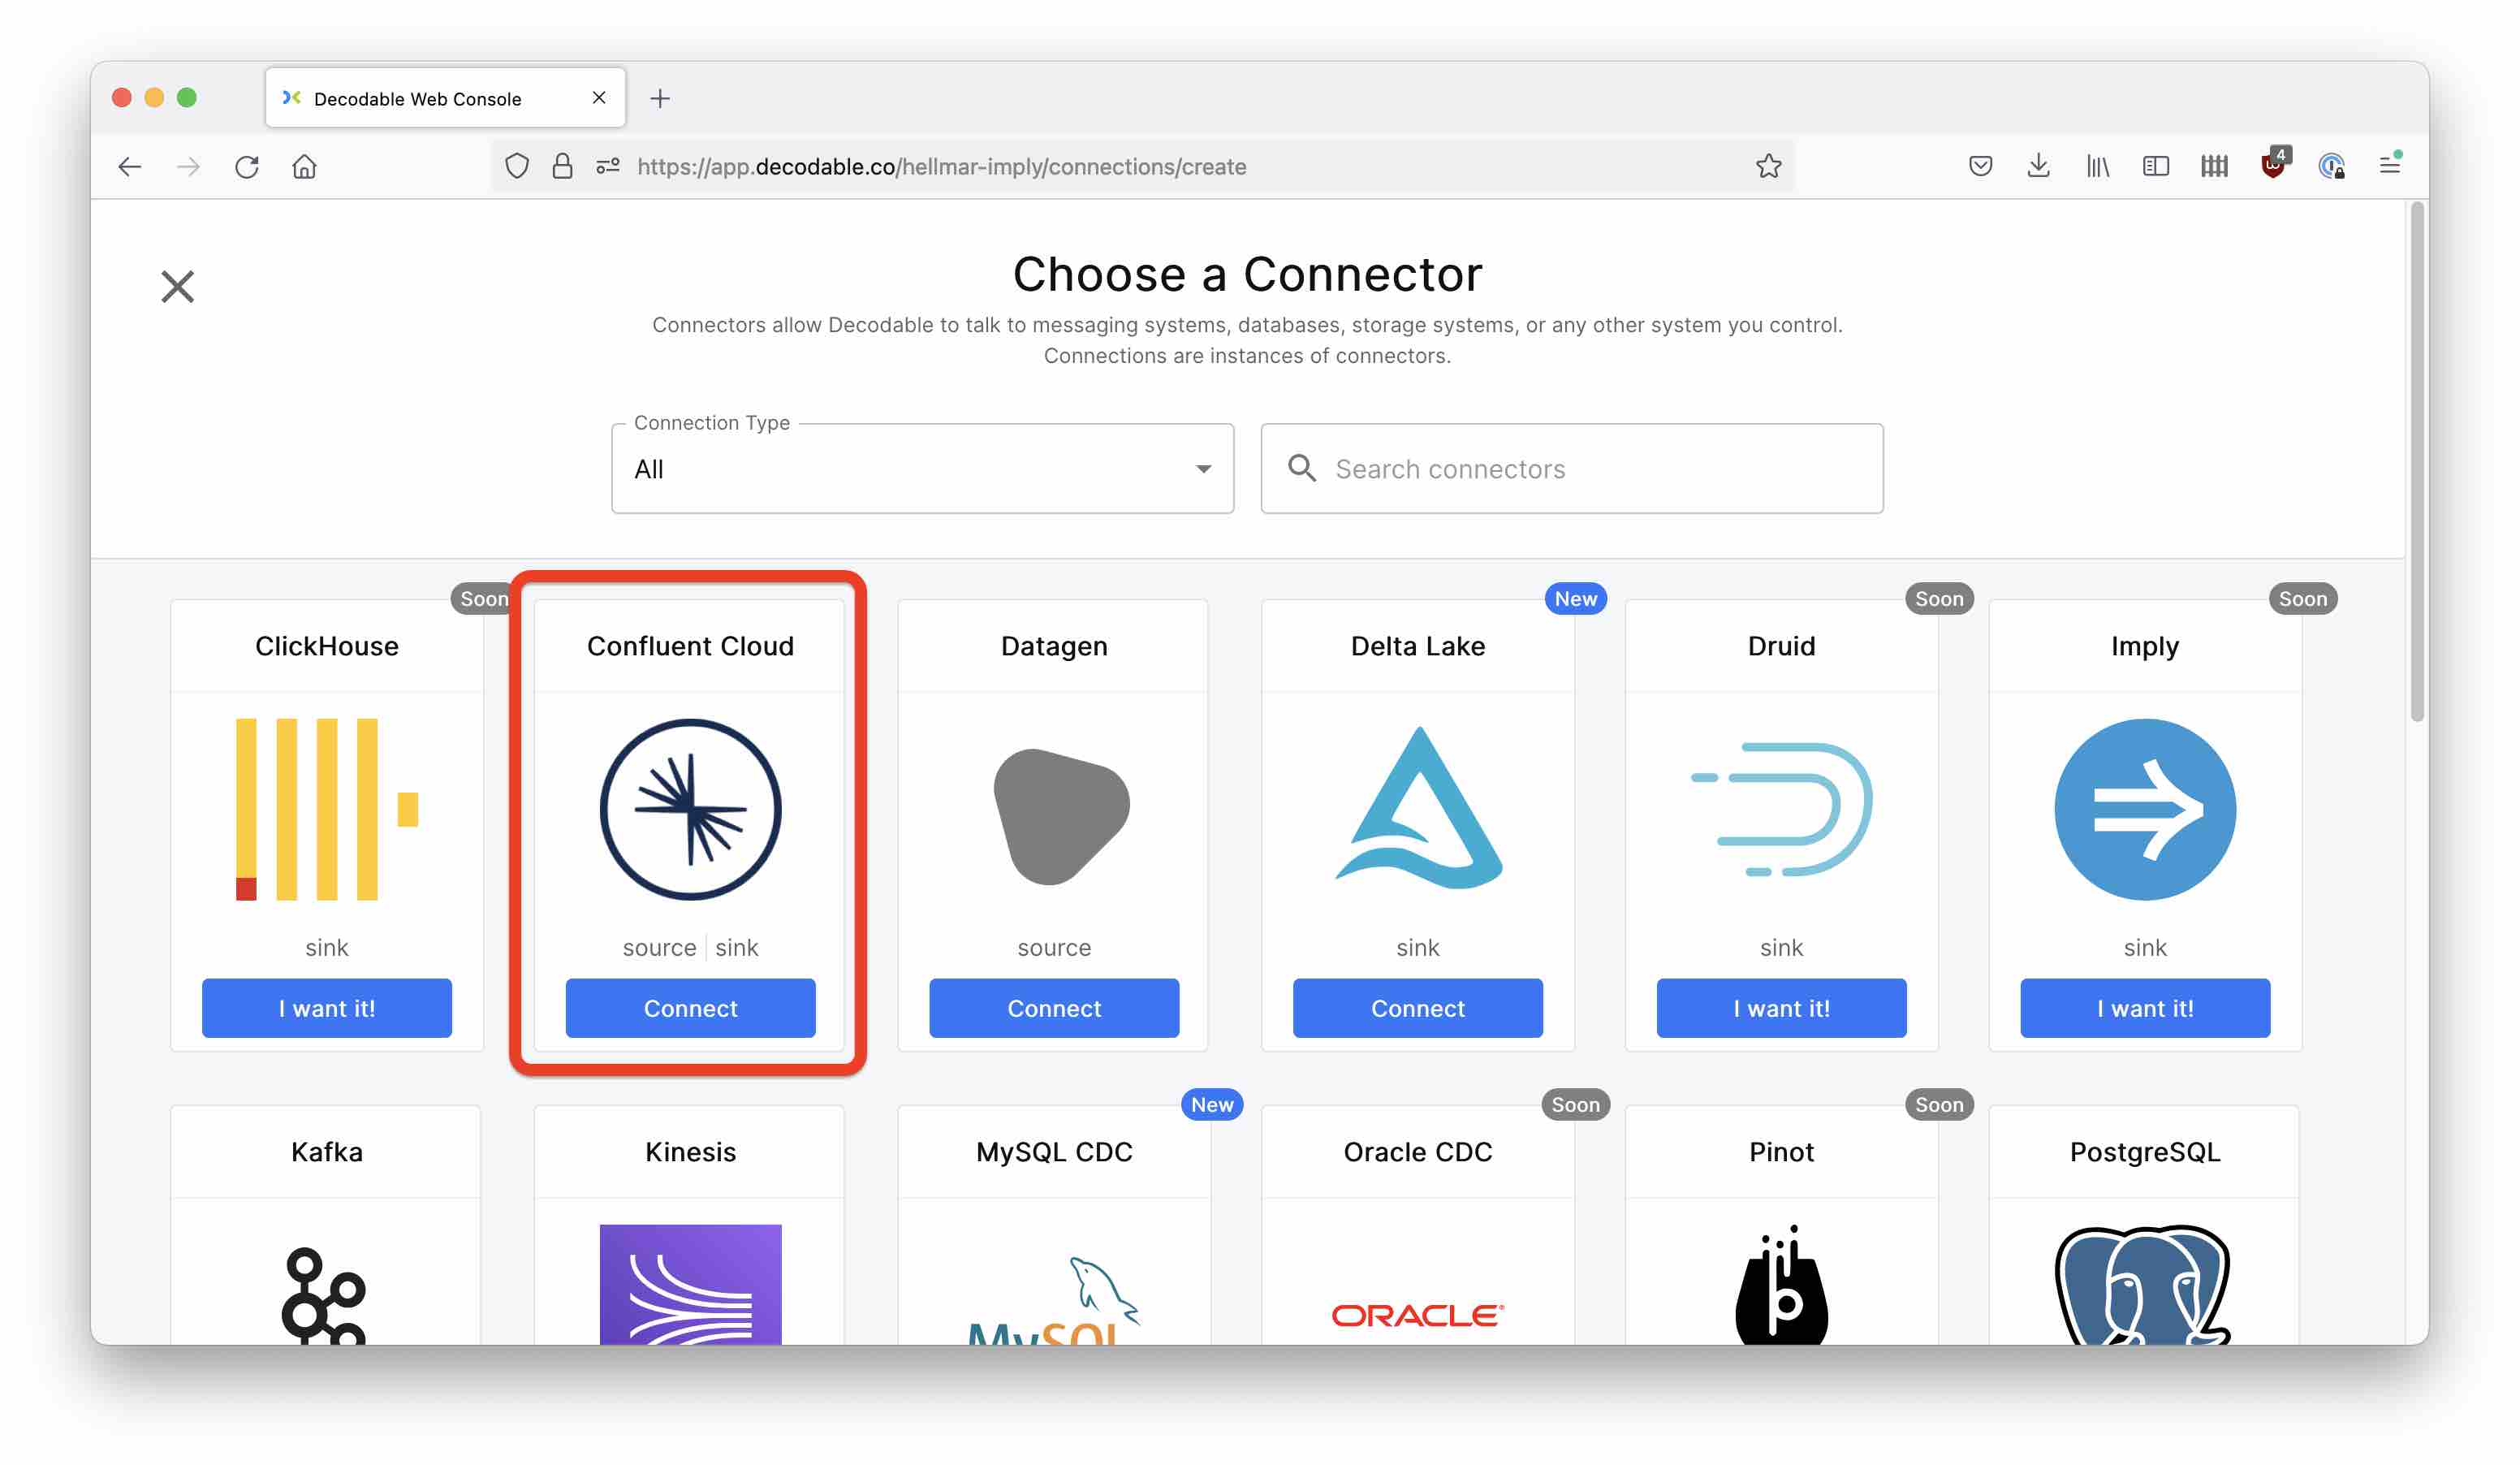 Decodable Web Console
https://app.decodable.co/hellmar-imply/connections/create
4
Choose a Connector
Connectors allow Decodable to talk to messaging systems, databases, storage systems, or any other system you control.
Connections are instances of connectors.
Connection Type
All
Search connectors
Soon
New
Soon
Soon
ClickHouse
Confluent Cloud
Datagen
Delta Lake
Druid
Imply
sink
source | sink
source
sink
sink
sink
I want it!
Connect
Connect
Connect
I want it!
I want it!
New
Soon
Soon
Kafka
Kinesis
MySQL CDC
Oracle CDC
Pinot
PostgreSQL
MySQL
ORACLE